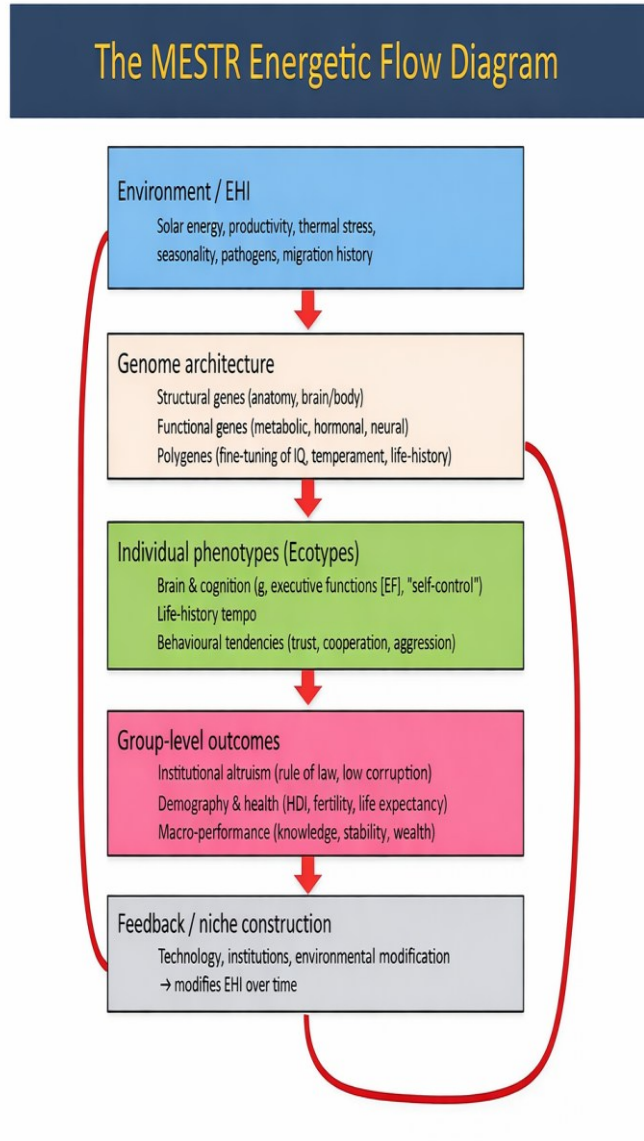 The MESTR Energetic Flow Diagram
Environment / EHI
Solar energy, productivity, thermal stress,
seasonality, pathogens, migration history
Genome architecture
Structural genes (anatomy, brain/body)
Functional genes (metabolic, hormonal, neural)
Polygenes (fine-tuning of IQ, temperament, life-history)
Individual phenotypes (Ecotypes)
Brain & cognition (g, executive functions [EF], "self-control")
Life-history tempo
Behavioural tendencies (trust, cooperation, aggression)
Group-level outcomes
Institutional altruism (rule of law, low corruption)
Demography & health (HDI, fertility, life expectancy)
Macro-performance (knowledge, stability, wealth)
Feedback / niche construction
Technology, institutions, environmental modification
→ modifies EHI over time